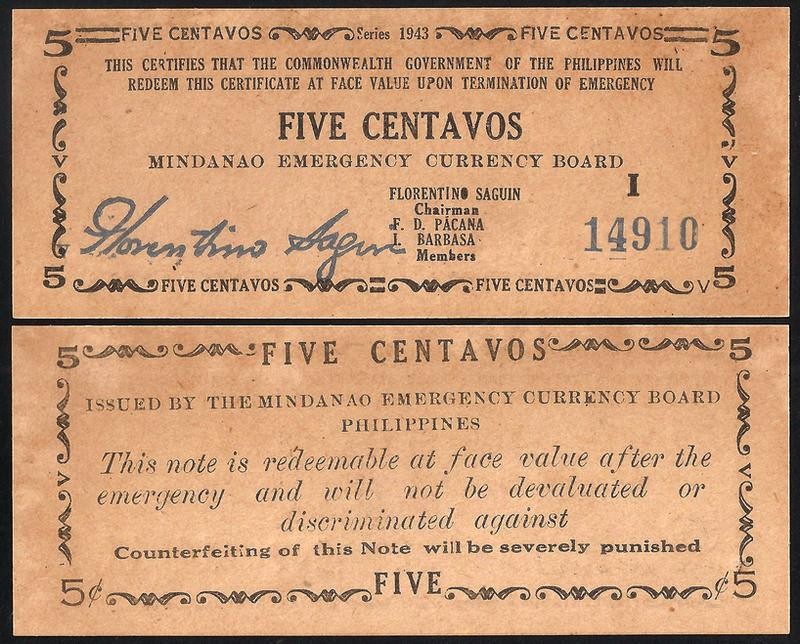 5 FIVE CENTAVOS Series 1943 FIVE CENTAVOS 5
THIS CERTIFIES THAT THE COMMONWEALTH GOVERNMENT OF THE PHILIPPINES WILL
REDEEM THIS CERTIFICATE AT FACE VALUE UPON TERMINATION OF EMERGENCY
FIVE CENTAVOS
MINDANAO EMERGENCY CURRENCY BOARD
V
V
FLORENTINO SAGUIN
Chairman
F. D. PACANA
I. BARBASA
Members
I
14910
Florentino Saguin
5 FIVE CENTAVOS FIVE CENTAVOS V 5
5 FIVE CENTAVOS 5
ISSUED BY THE MINDANAO EMERGENCY CURRENCY BOARD
PHILIPPINES
V
V
This note is redeemable at face value after the
emergency and will not be devaluated or
discriminated against
Counterfeiting of this Note will be severely punished
5¢ FIVE ¢5